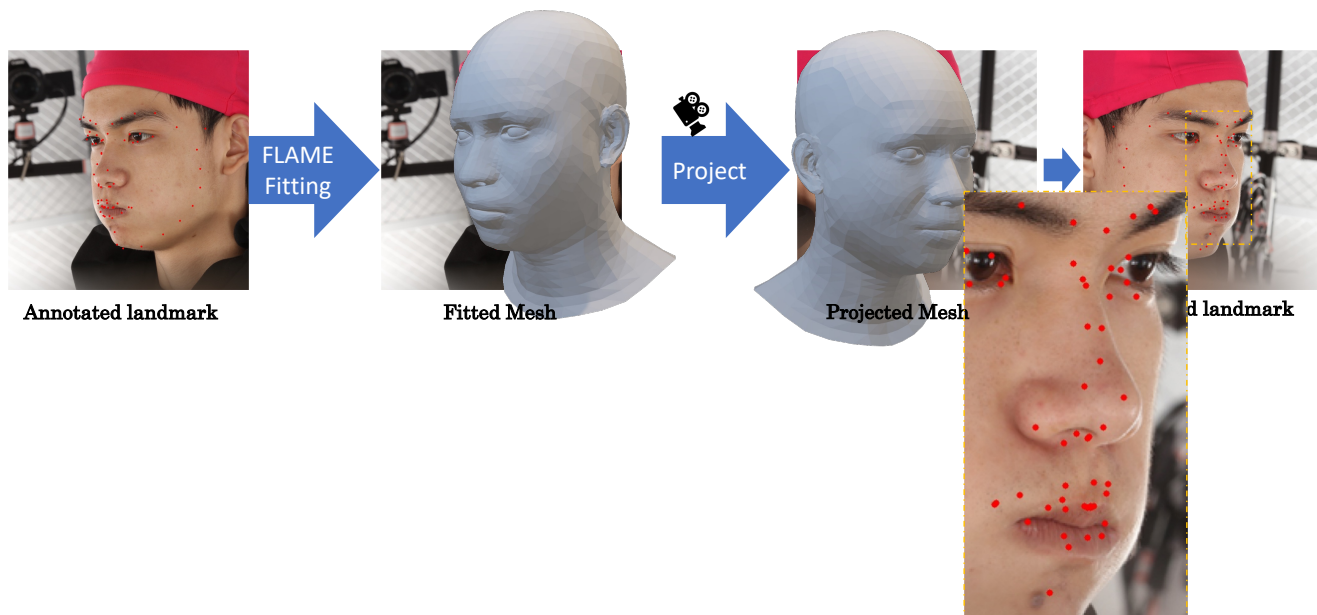 FLAME
Fitting
Project
Annotated landmark
Fitted Mesh
Projected Mesh
d landmark